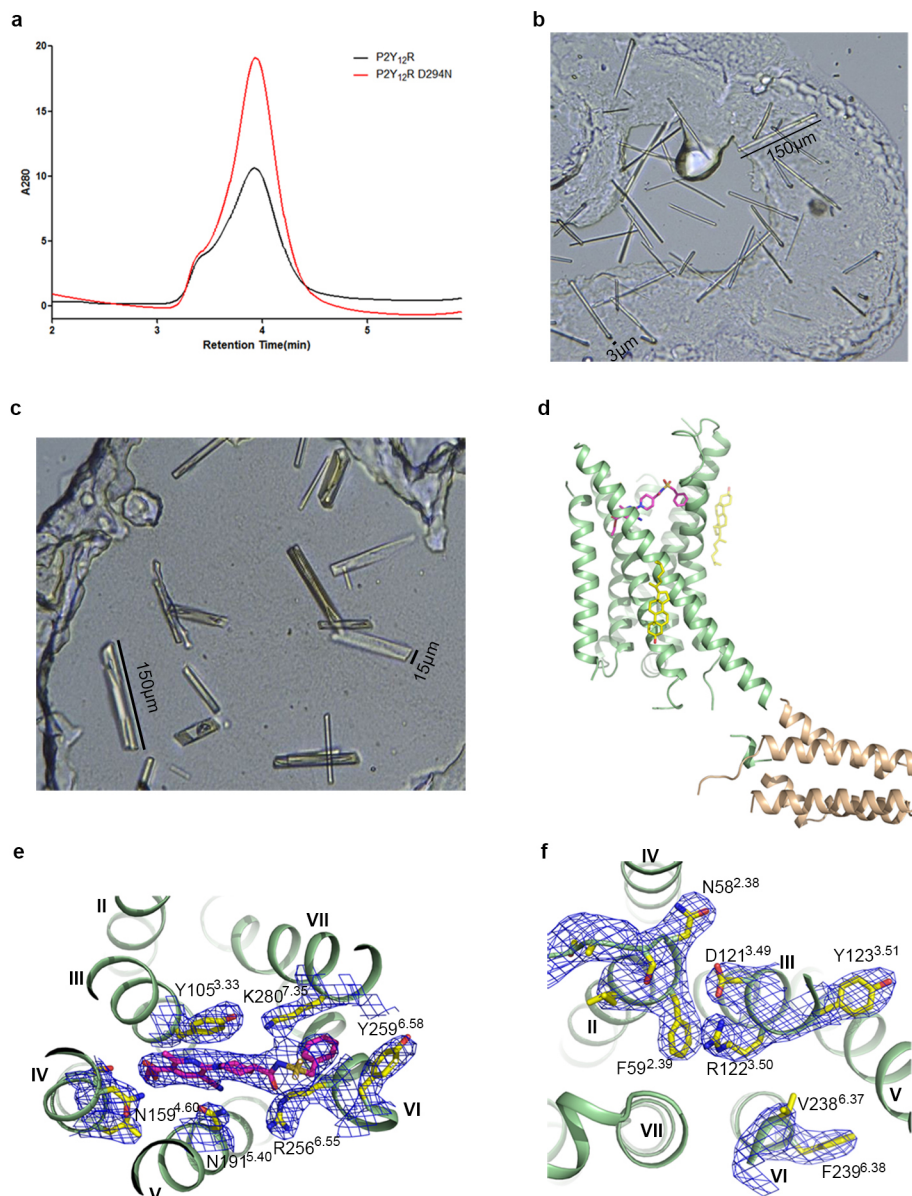 a
20
15
10
5
0
A280
2
3
4
5
Retention Time(min)
P2Y12R
P2Y12R D294N
b
150μm
3μm
c
150μm
15μm
d
e
II
III
IV
V
VI
VII
Y105^3.33
K280^7.35
Y259^6.58
N159^4.60
N191^5.40
R256^6.55
f
IV
N58^2.38
D121^3.49
III
Y123^3.51
II
F59^2.39
R122^3.50
V
V238^6.37
VII
VI
F239^6.38